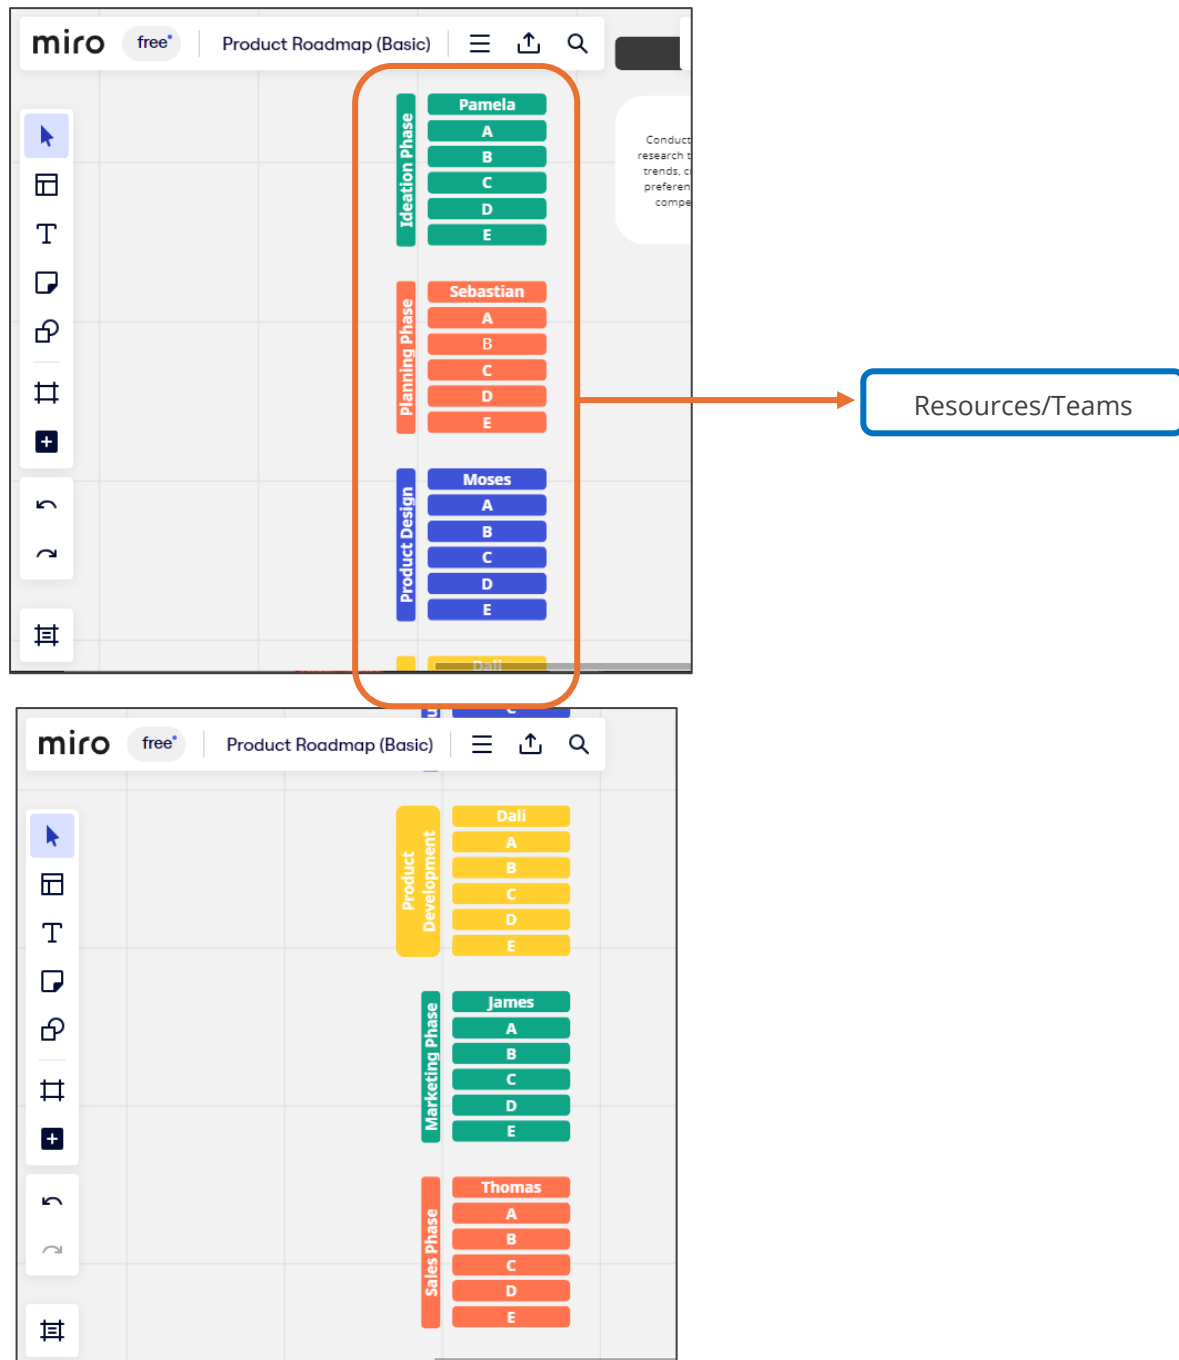 miro free Product Roadmap (Basic)
Ideation Phase
Pamela
A
B
C
D
E
Conduct
research t
trends, c
preferen
compe
Planning Phase
Sebastian
A
B
C
D
E
Resources/Teams
Product Design
Moses
A
B
C
D
E
Dali
C
miro free Product Roadmap (Basic)
Product
Development
Dali
A
B
C
D
E
Marketing Phase
James
A
B
C
D
E
Sales Phase
Thomas
A
B
C
D
E